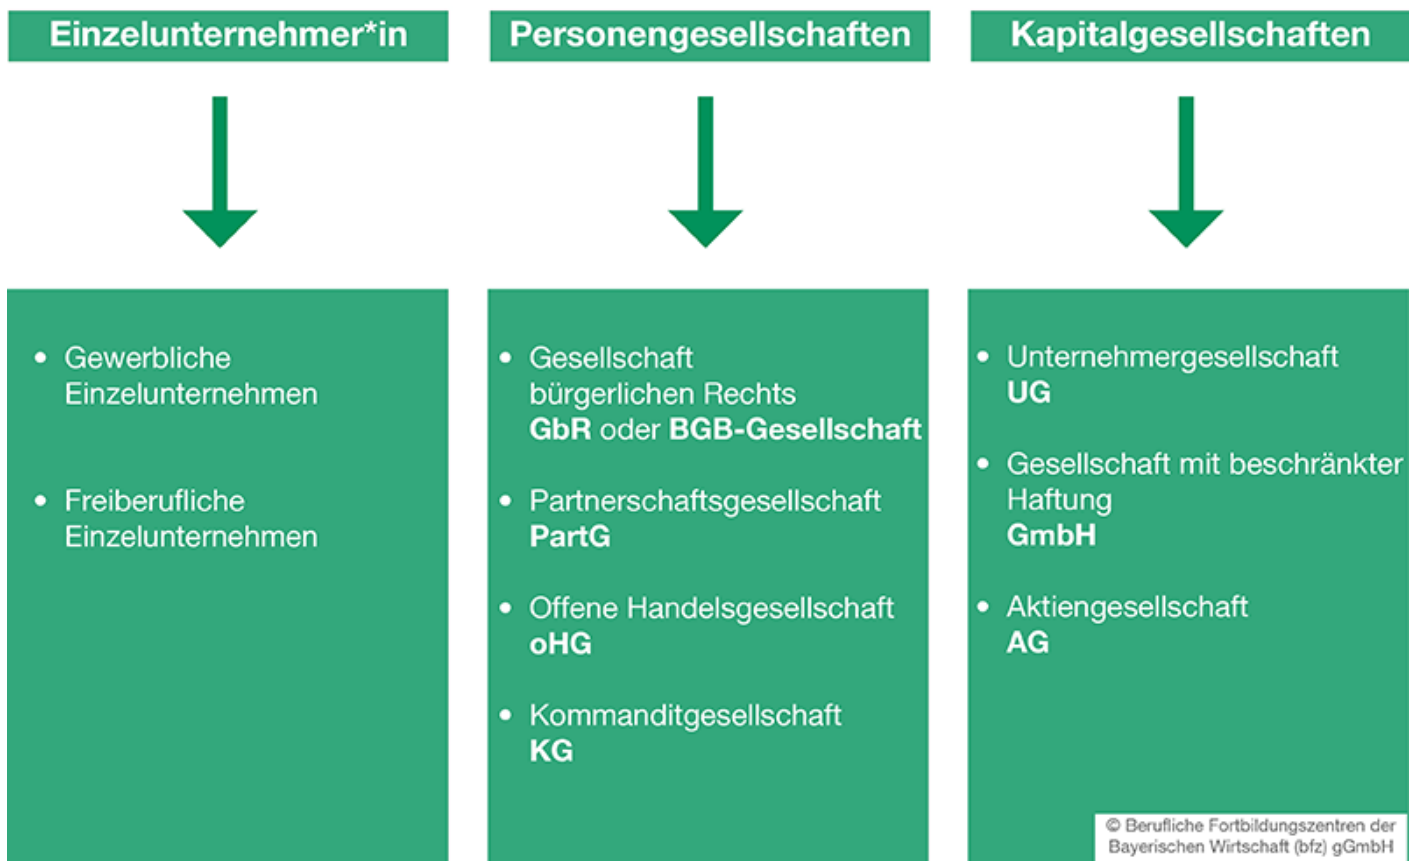 Einzelunternehmer*in
Personengesellschaften
Kapitalgesellschaften
• Gewerbliche
Einzelunternehmen
• Freiberufliche
Einzelunternehmen
• Gesellschaft
bürgerlichen Rechts
GbR oder BGB-Gesellschaft
• Partnerschaftsgesellschaft
PartG
• Offene Handelsgesellschaft
oHG
• Kommanditgesellschaft
KG
• Unternehmergesellschaft
UG
• Gesellschaft mit beschränkter
Haftung
GmbH
• Aktiengesellschaft
AG
© Berufliche Fortbildungszentren der
Bayerischen Wirtschaft (bfz) gGmbH